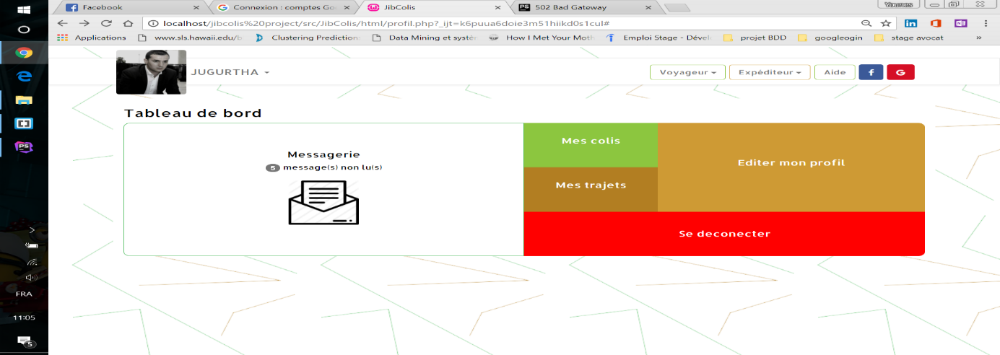 Facebook
Connexion : comptes Go
JibColis
PS 502 Bad Gateway
Younes
localhost/jibcolis%20project/src/JibColis/html/profil.php?_ijt=k6puua6doie3m51hiikd0s1cul#
Applications www.sls.hawaii.edu/b Clustering Prediction Data Mining et systèm How I Met Your Moth Emploi Stage - Dével projet BDD googleogin stage avocat »
JUGURTHA
Voyageur Expéditeur Aide f G
Tableau de bord
Messagerie
5 message(s) non lu(s)
Mes colis
Mes trajets
Editer mon profil
Se deconecter
PS
FRA
11:05
5